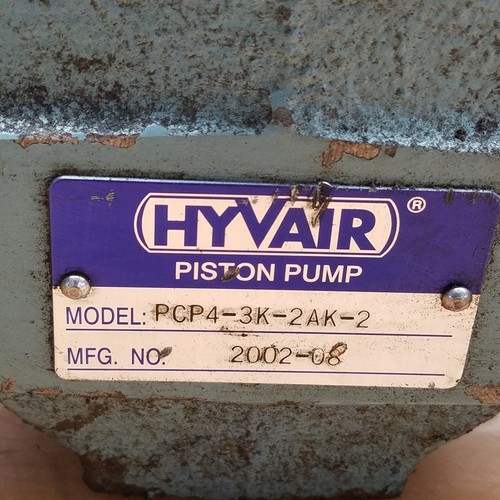 HYVAIR®
PISTON PUMP
MODEL: PCP4-3K-2AK-2
MFG. NO. 2002-08